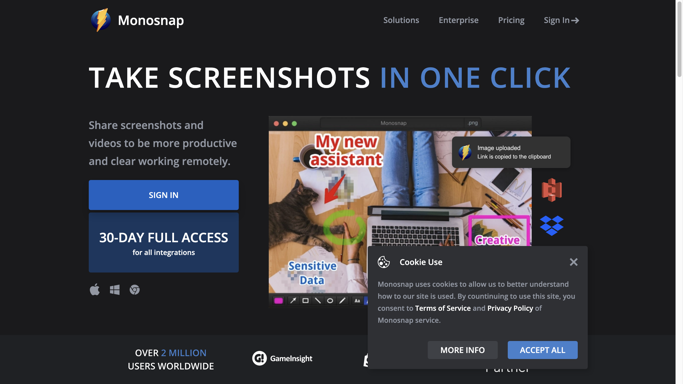 Monosnap
Solutions
Enterprise
Pricing
Sign In
TAKE SCREENSHOTS IN ONE CLICK
Share screenshots and
videos to be more productive
and clear working remotely.
SIGN IN
30-DAY FULL ACCESS
for all integrations
Monosnap
.png
My new
assistant
Image uploaded
Link is copied to the clipboard
Sensitive
Data
Creative
Aa
Cookie Use
Monosnap uses cookies to allow us to better understand
how to our site is used. By countinuing to use this site, you
consent to Terms of Service and Privacy Policy of
Monosnap service.
MORE INFO
ACCEPT ALL
OVER 2 MILLION
USERS WORLDWIDE
GameInsight
Partner